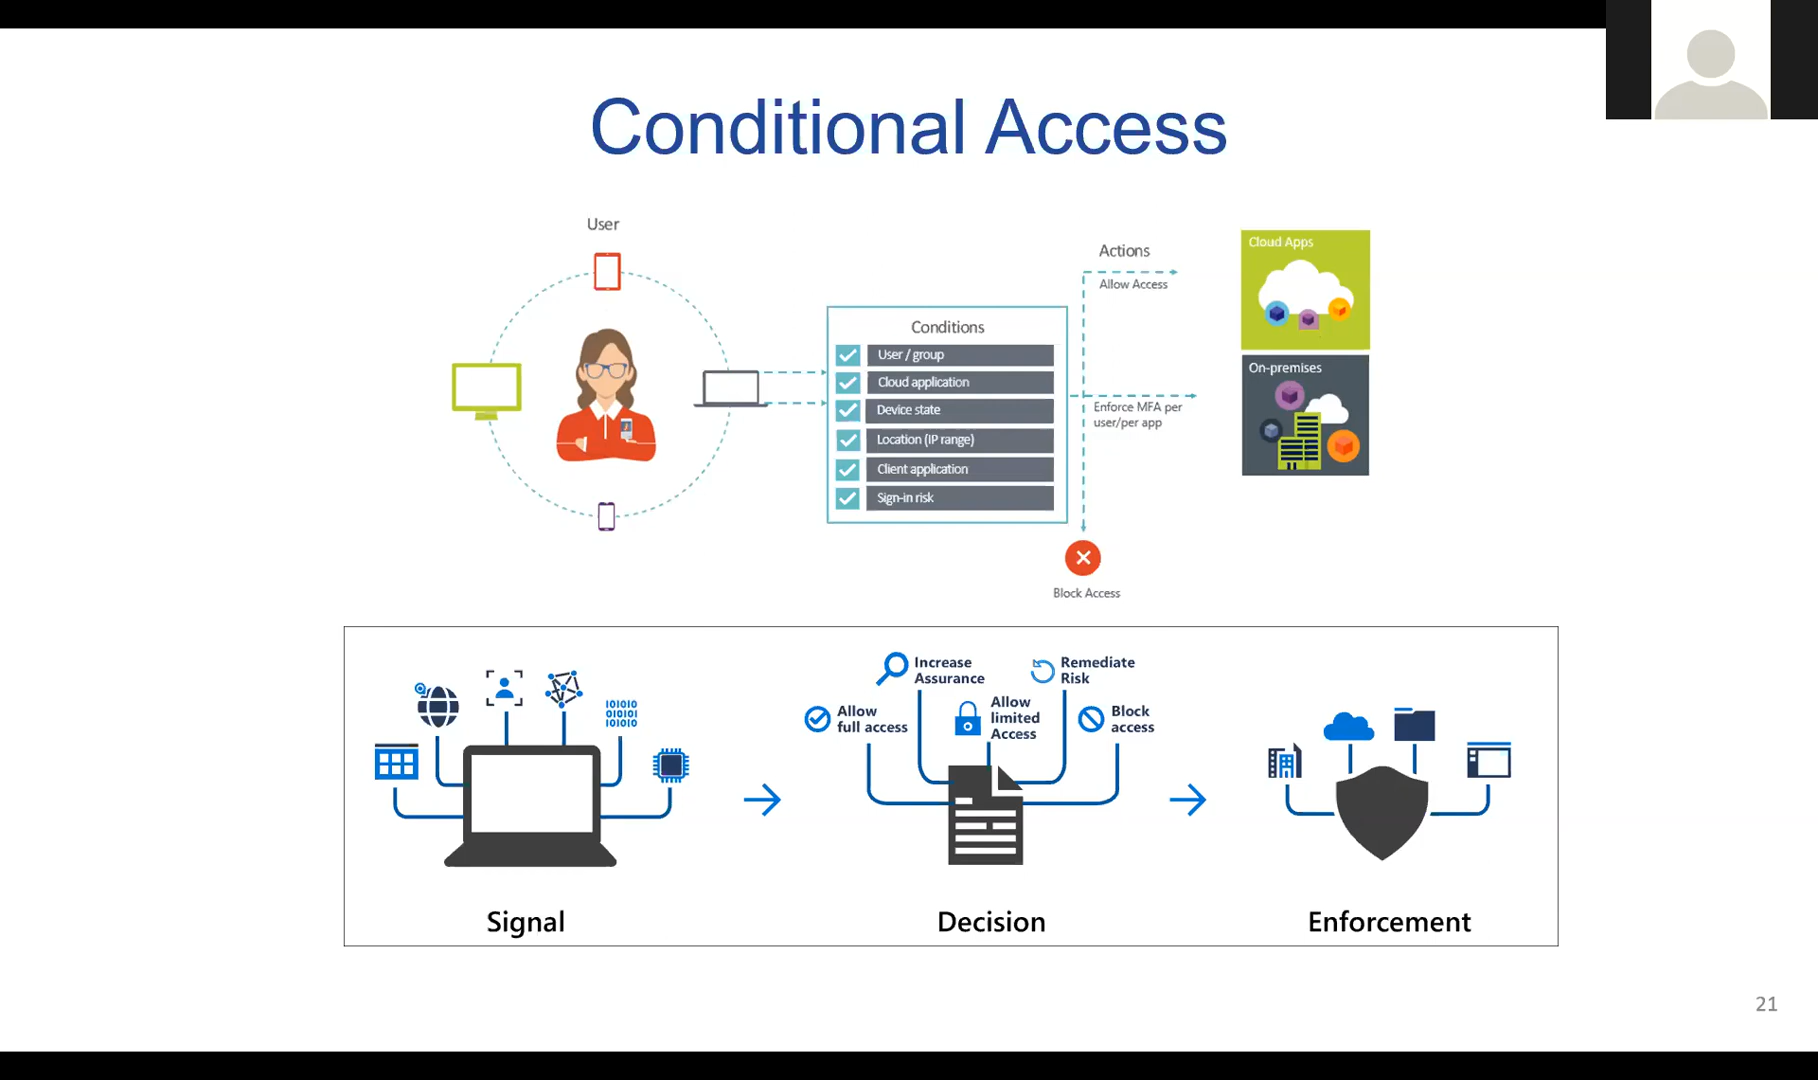 Conditional Access
User
Actions
Allow Access
Cloud Apps
Conditions
User / group
Cloud application
Device state
Location (IP range)
Client application
Sign-in risk
Enforce MFA per
user/per app
On-premises
Block Access
Increase
Assurance
Remediate
Risk
Allow
full access
Allow
limited
Access
Block
access
101010
010101
101010
Signal
Decision
Enforcement
21